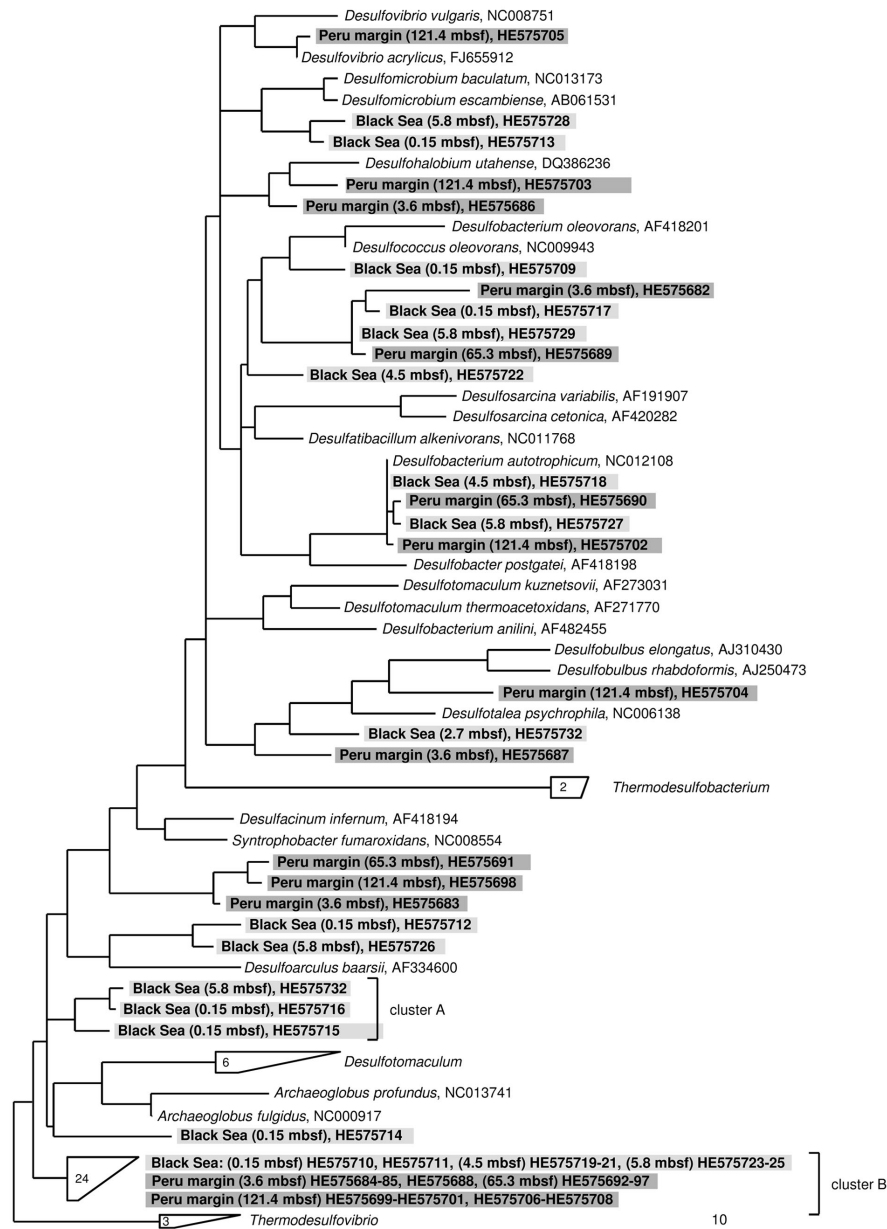 Desulfovibrio vulgaris, NC008751
Peru margin (121.4 mbsf), HE575705
Desulfovibrio acrylicus, FJ655912
Desulfomicrobium baculatum, NC013173
Desulfomicrobium escambiense, AB061531
Black Sea (5.8 mbsf), HE575728
Black Sea (0.15 mbsf), HE575713
Desulfohalobium utahense, DQ386236
Peru margin (121.4 mbsf), HE575703
Peru margin (3.6 mbsf), HE575686
Desulfobacterium oleovorans, AF418201
Desulfococcus oleovorans, NC009943
Black Sea (0.15 mbsf), HE575709
Peru margin (3.6 mbsf), HE575682
Black Sea (0.15 mbsf), HE575717
Black Sea (5.8 mbsf), HE575729
Peru margin (65.3 mbsf), HE575689
Black Sea (4.5 mbsf), HE575722
Desulfosarcina variabilis, AF191907
Desulfosarcina cetonica, AF420282
Desulfatibacillum alkenivorans, NC011768
Desulfobacterium autotrophicum, NC012108
Black Sea (4.5 mbsf), HE575718
Peru margin (65.3 mbsf), HE575690
Black Sea (5.8 mbsf), HE575727
Peru margin (121.4 mbsf), HE575702
Desulfobacter postgatei, AF418198
Desulfotomaculum kuznetsovii, AF273031
Desulfotomaculum thermoacetoxidans, AF271770
Desulfobacterium anilini, AF482455
Desulfobulbus elongatus, AJ310430
Desulfobulbus rhabdoformis, AJ250473
Peru margin (121.4 mbsf), HE575704
Desulfotalea psychrophila, NC006138
Black Sea (2.7 mbsf), HE575732
Peru margin (3.6 mbsf), HE575687
2 Thermodesulfobacterium
Desulfacinum infernum, AF418194
Syntrophobacter fumaroxidans, NC008554
Peru margin (65.3 mbsf), HE575691
Peru margin (121.4 mbsf), HE575698
Peru margin (3.6 mbsf), HE575683
Black Sea (0.15 mbsf), HE575712
Black Sea (5.8 mbsf), HE575726
Desulfoarculus baarsii, AF334600
Black Sea (5.8 mbsf), HE575732
Black Sea (0.15 mbsf), HE575716
cluster A
Black Sea (0.15 mbsf), HE575715
6 Desulfotomaculum
Archaeoglobus profundus, NC013741
Archaeoglobus fulgidus, NC000917
Black Sea (0.15 mbsf), HE575714
Black Sea: (0.15 mbsf) HE575710, HE575711, (4.5 mbsf) HE575719-21, (5.8 mbsf) HE575723-25
24 Peru margin (3.6 mbsf) HE575684-85, HE575688, (65.3 mbsf) HE575692-97
cluster B
Peru margin (121.4 mbsf) HE575699-HE575701, HE575706-HE575708
3 Thermodesulfovibrio
10